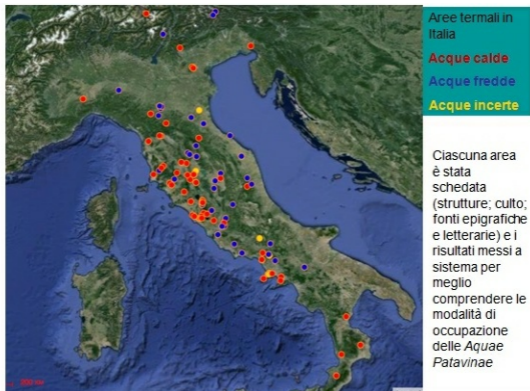 Aree termali in
Italia
Acque calde
Acque fredde
Acque incerte
Ciascuna area
è stata
schedata
(strutture; culto;
fonti epigrafiche
e letterarie) e i
risultati messi a
sistema per
meglio
comprendere le
modalità di
occupazione
delle Aquae
Patavinae